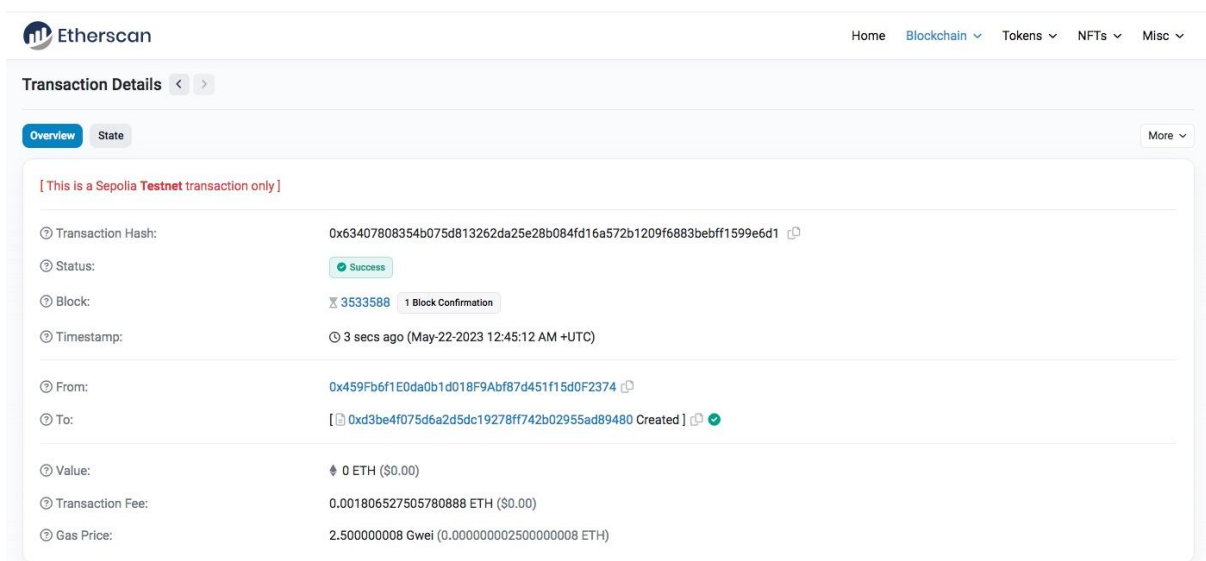 Etherscan
Home Blockchain Tokens NFTs Misc
Transaction Details
Overview State More
[ This is a Sepolia Testnet transaction only ]
Transaction Hash: 0x63407808354b075d813262da25e28b084fd16a572b1209f6883bebff1599e6d1
Status: Success
Block: 3533588 1 Block Confirmation
Timestamp: 3 secs ago (May-22-2023 12:45:12 AM +UTC)
From: 0x459Fb6f1E0da0b1d018F9Abf87d451f15d0F2374
To: [ 0xd3be4f075d6a2d5dc19278ff742b02955ad89480 Created ]
Value: 0 ETH ($0.00)
Transaction Fee: 0.001806527505780888 ETH ($0.00)
Gas Price: 2.500000008 Gwei (0.000000002500000008 ETH)